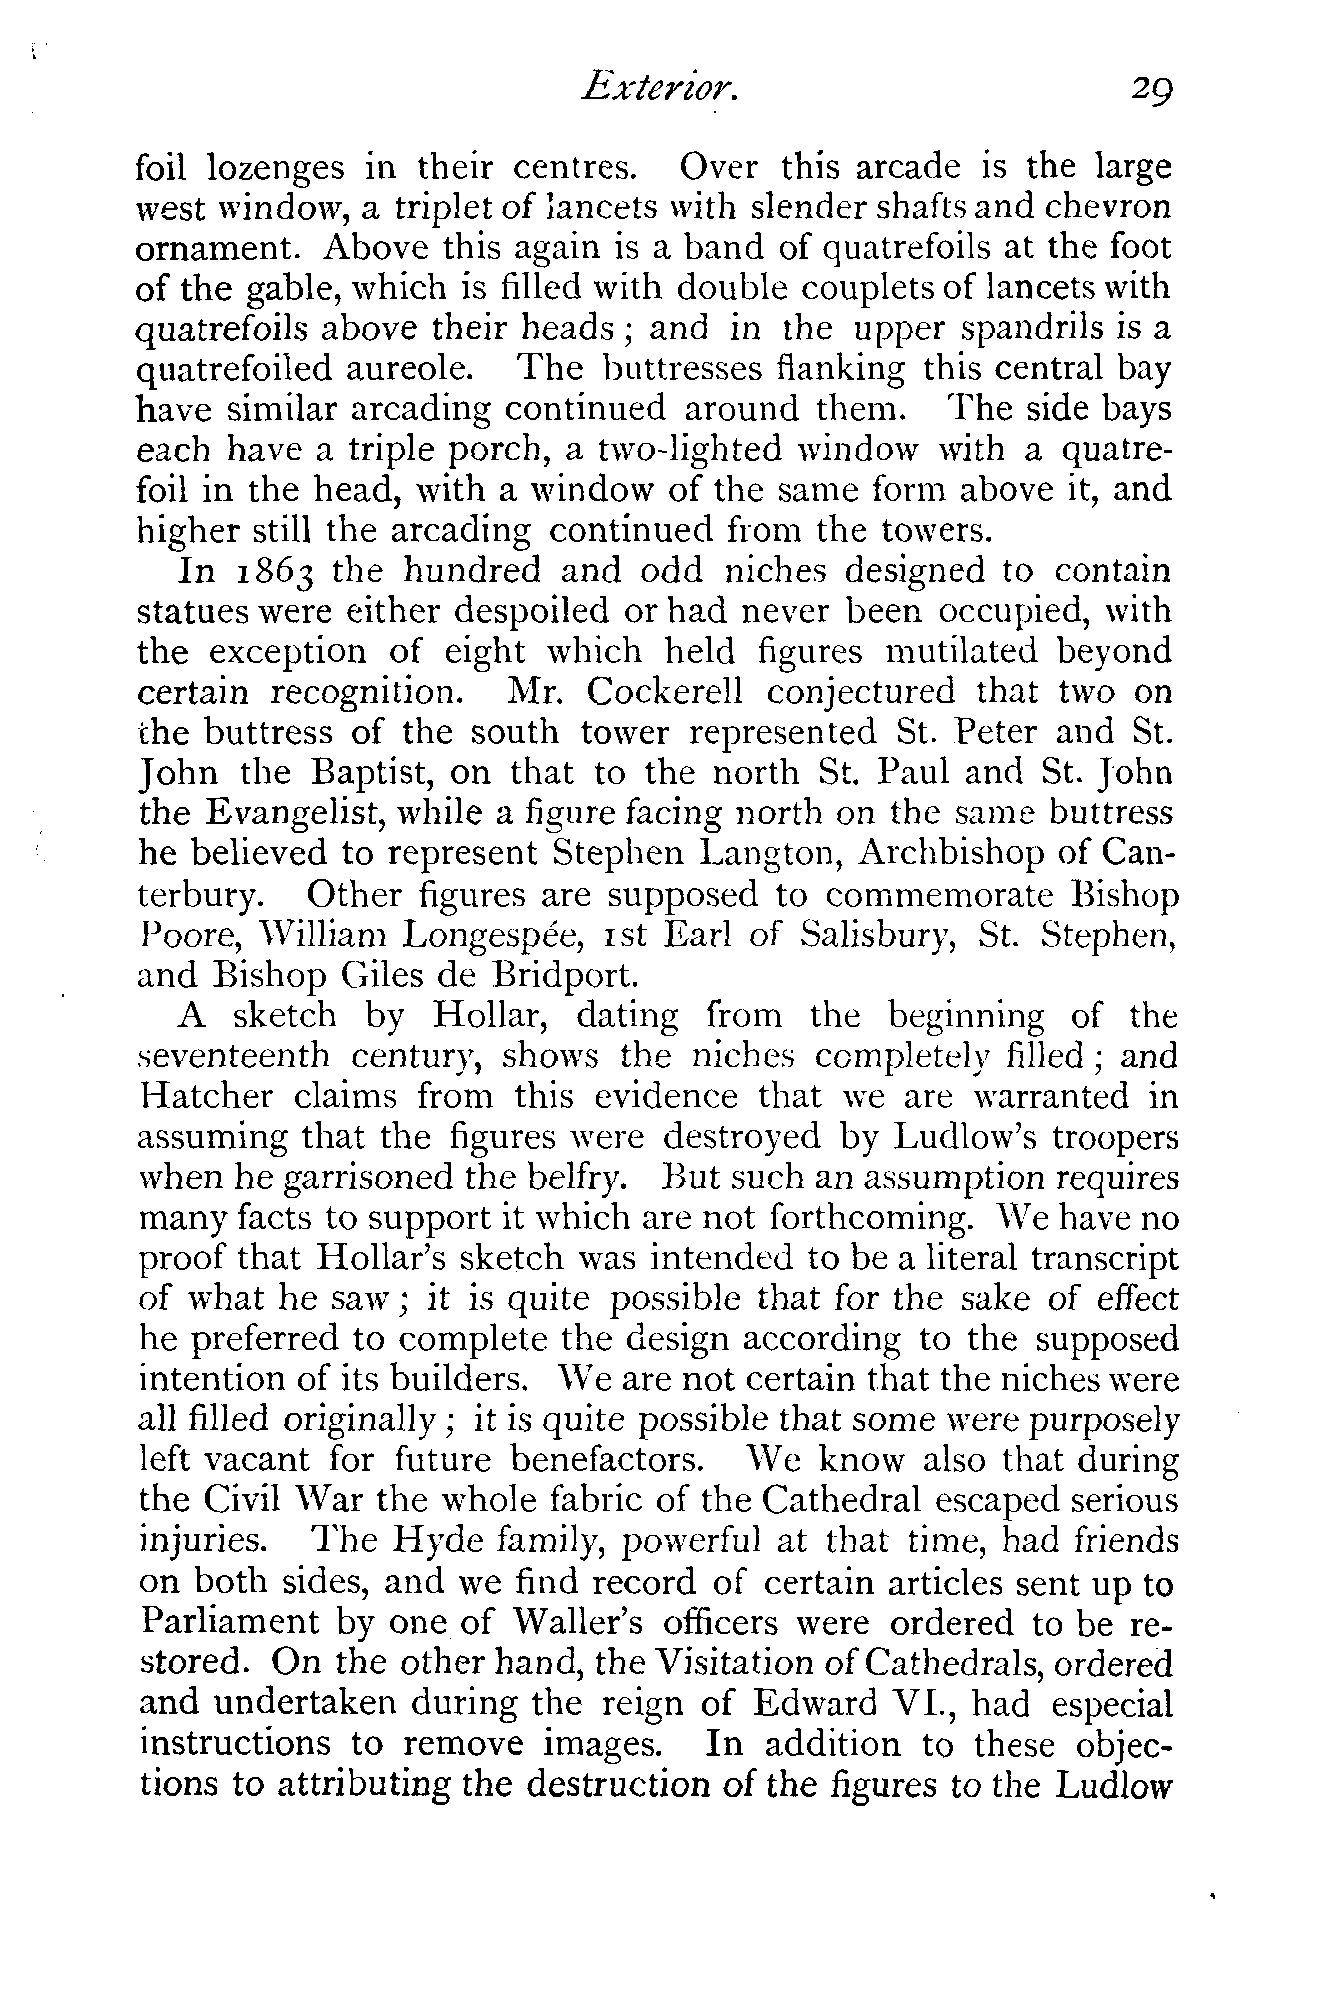 Exterior. 29
foil lozenges in their centres. Over this arcade is the large
west window, a triplet of lancets with slender shafts and chevron
ornament. Above this again is a band of quatrefoils at the foot
of the gable, which is filled with double couplets of lancets with
quatrefoils above their heads ; and in the upper spandrils is a
quatrefoiled aureole. The buttresses flanking this central bay
have similar arcading continued around them. The side bays
each have a triple porch, a two-lighted window with a quatre-
foil in the head, with a window of the same form above it, and
higher still the arcading continued from the towers.
In 1863 the hundred and odd niches designed to contain
statues were either despoiled or had never been occupied, with
the exception of eight which held figures mutilated beyond
certain recognition. Mr. Cockerell conjectured that two on
the buttress of the south tower represented St. Peter and St.
John the Baptist, on that to the north St. Paul and St. John
the Evangelist, while a figure facing north on the same buttress
he believed to represent Stephen Langton, Archbishop of Can-
terbury. Other figures are supposed to commemorate Bishop
Poore, William Longespée, 1st Earl of Salisbury, St. Stephen,
and Bishop Giles de Bridport.
A sketch by Hollar, dating from the beginning of the
seventeenth century, shows the niches completely filled ; and
Hatcher claims from this evidence that we are warranted in
assuming that the figures were destroyed by Ludlow's troopers
when he garrisoned the belfry. But such an assumption requires
many facts to support it which are not forthcoming. We have no
proof that Hollar's sketch was intended to be a literal transcript
of what he saw ; it is quite possible that for the sake of effect
he preferred to complete the design according to the supposed
intention of its builders. We are not certain that the niches were
all filled originally ; it is quite possible that some were purposely
left vacant for future benefactors. We know also that during
the Civil War the whole fabric of the Cathedral escaped serious
injuries. The Hyde family, powerful at that time, had friends
on both sides, and we find record of certain articles sent up to
Parliament by one of Waller's officers were ordered to be re-
stored. On the other hand, the Visitation of Cathedrals, ordered
and undertaken during the reign of Edward VI., had especial
instructions to remove images. In addition to these objec-
tions to attributing the destruction of the figures to the Ludlow